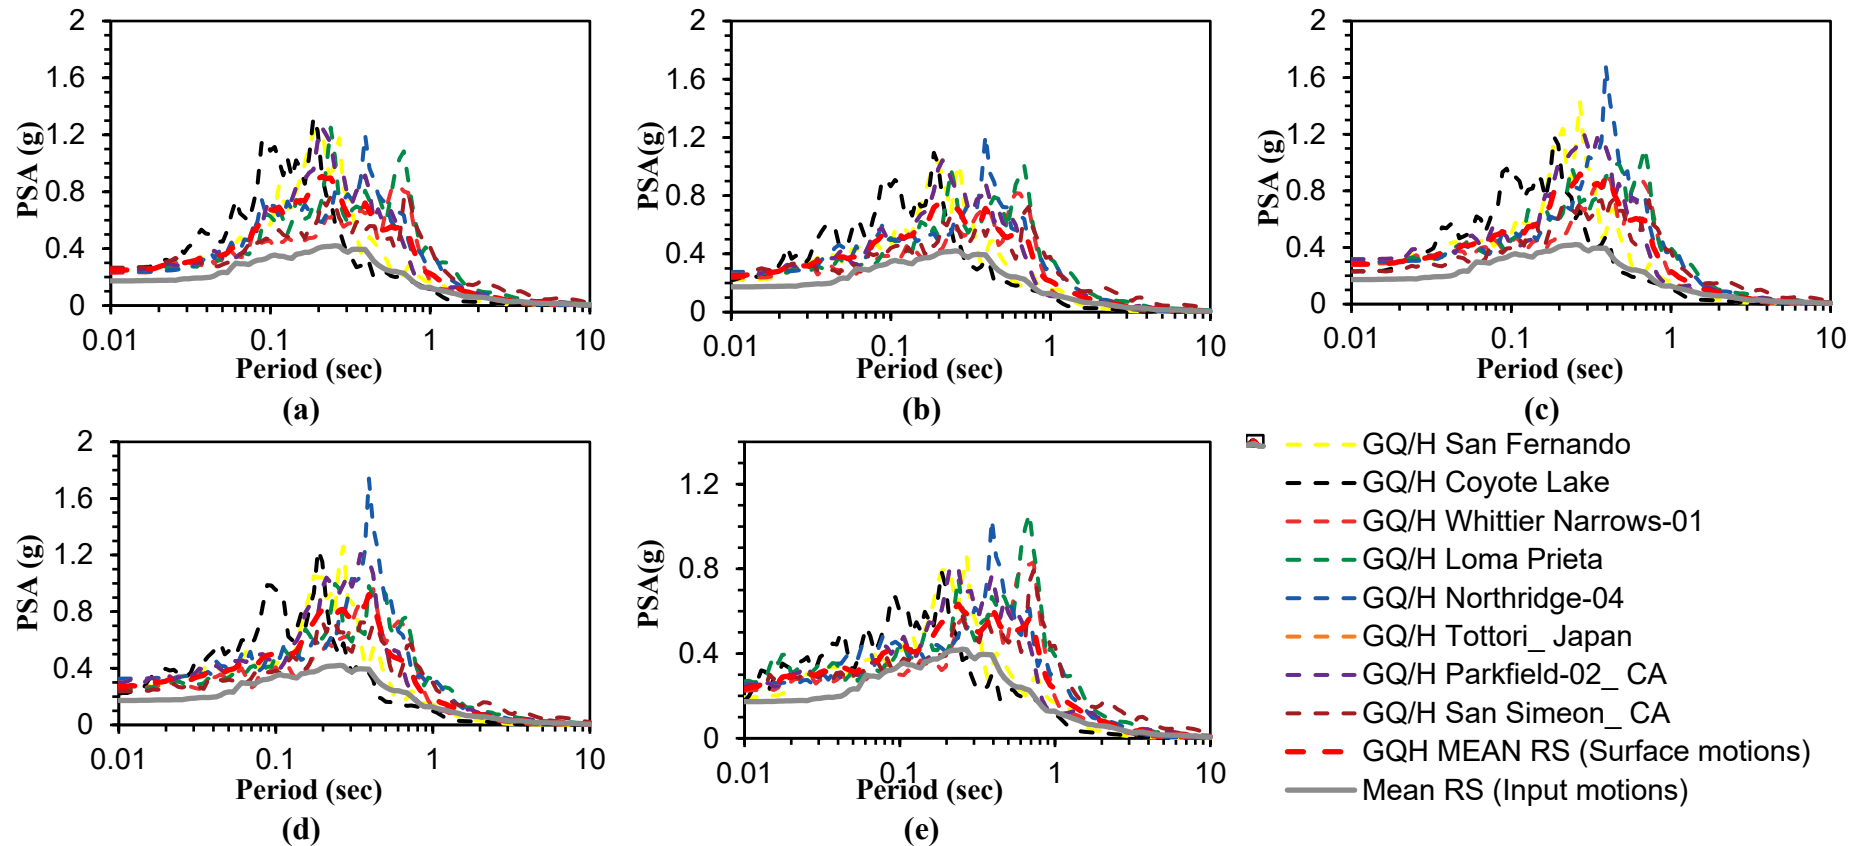 2
1.6
1.2
0.8
0.4
0
PSA (g)
0.01 0.1 1 10
Period (sec)
(a)
2
1.6
1.2
0.8
0.4
0
PSA(g)
0.01 0.1 1 10
Period (sec)
(b)
2
1.6
1.2
0.8
0.4
0
PSA (g)
0.01 0.1 1 10
Period (sec)
(c)
2
1.6
1.2
0.8
0.4
0
PSA (g)
0.01 0.1 1 10
Period (sec)
(d)
1.2
0.8
0.4
0
PSA(g)
0.01 0.1 1 10
Period (sec)
(e)
GQ/H San Fernando
GQ/H Coyote Lake
GQ/H Whittier Narrows-01
GQ/H Loma Prieta
GQ/H Northridge-04
GQ/H Tottori_ Japan
GQ/H Parkfield-02_ CA
GQ/H San Simeon_ CA
GQH MEAN RS (Surface motions)
Mean RS (Input motions)